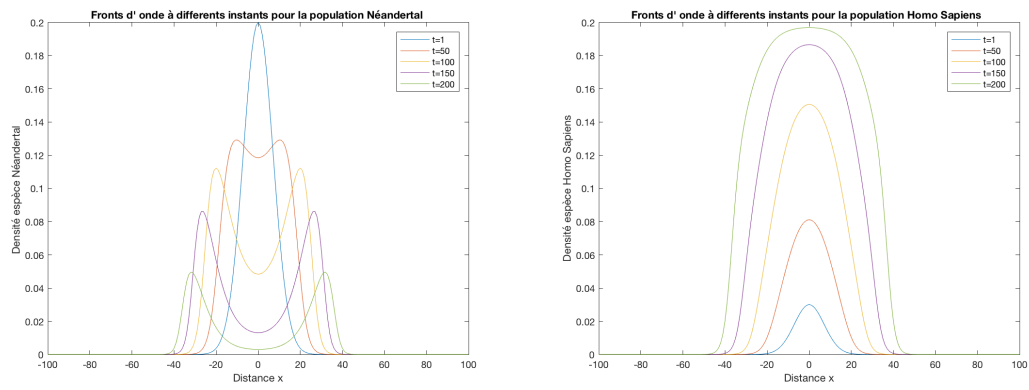 Fronts d' onde à differents instants pour la population Néandertal
0.2
0.18
0.16
0.14
0.12
0.1
0.08
0.06
0.04
0.02
0
Densité espèce Néandertal
t=1
t=50
t=100
t=150
t=200
-100 -80 -60 -40 -20 0 20 40 60 80 100
Distance x
Fronts d' onde à differents instants pour la population Homo Sapiens
0.2
0.18
0.16
0.14
0.12
0.1
0.08
0.06
0.04
0.02
0
Densité espèce Homo Sapiens
t=1
t=50
t=100
t=150
t=200
-100 -80 -60 -40 -20 0 20 40 60 80 100
Distance x